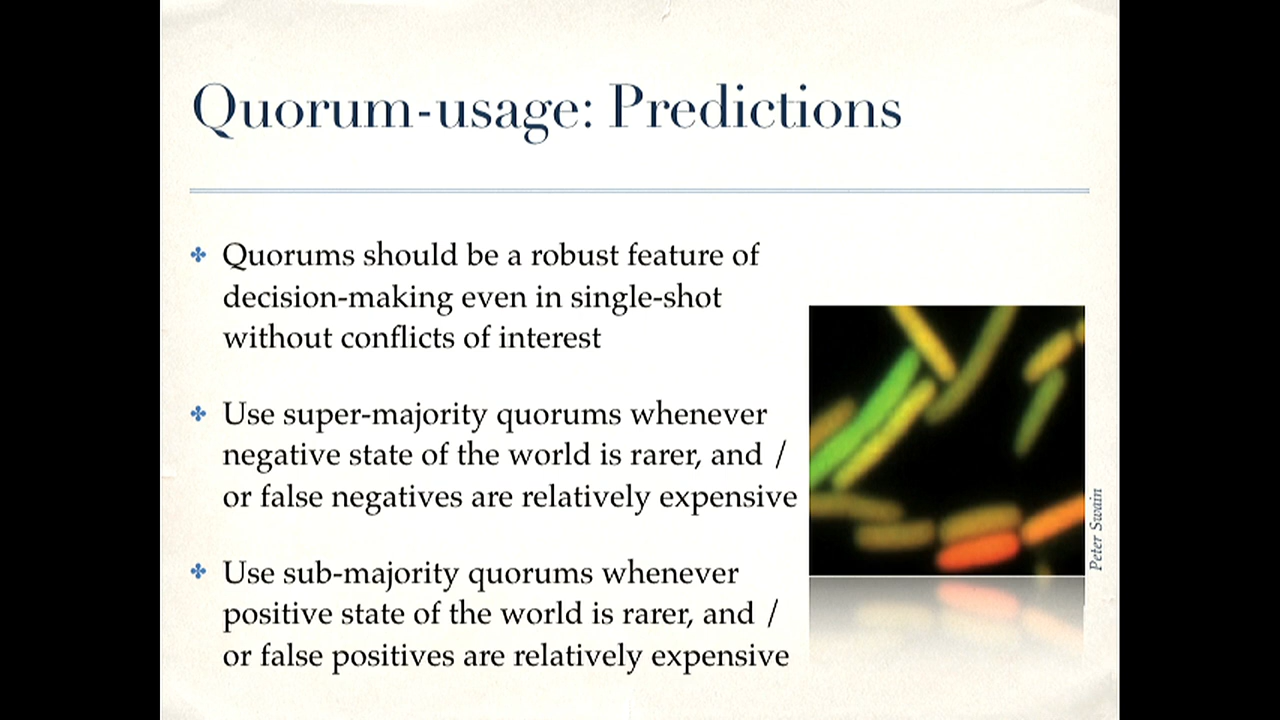 Quorum-usage: Predictions
Quorums should be a robust feature of
decision-making even in single-shot
without conflicts of interest
Use super-majority quorums whenever
negative state of the world is rarer, and /
or false negatives are relatively expensive
Use sub-majority quorums whenever
positive state of the world is rarer, and /
or false positives are relatively expensive
Peter Swain